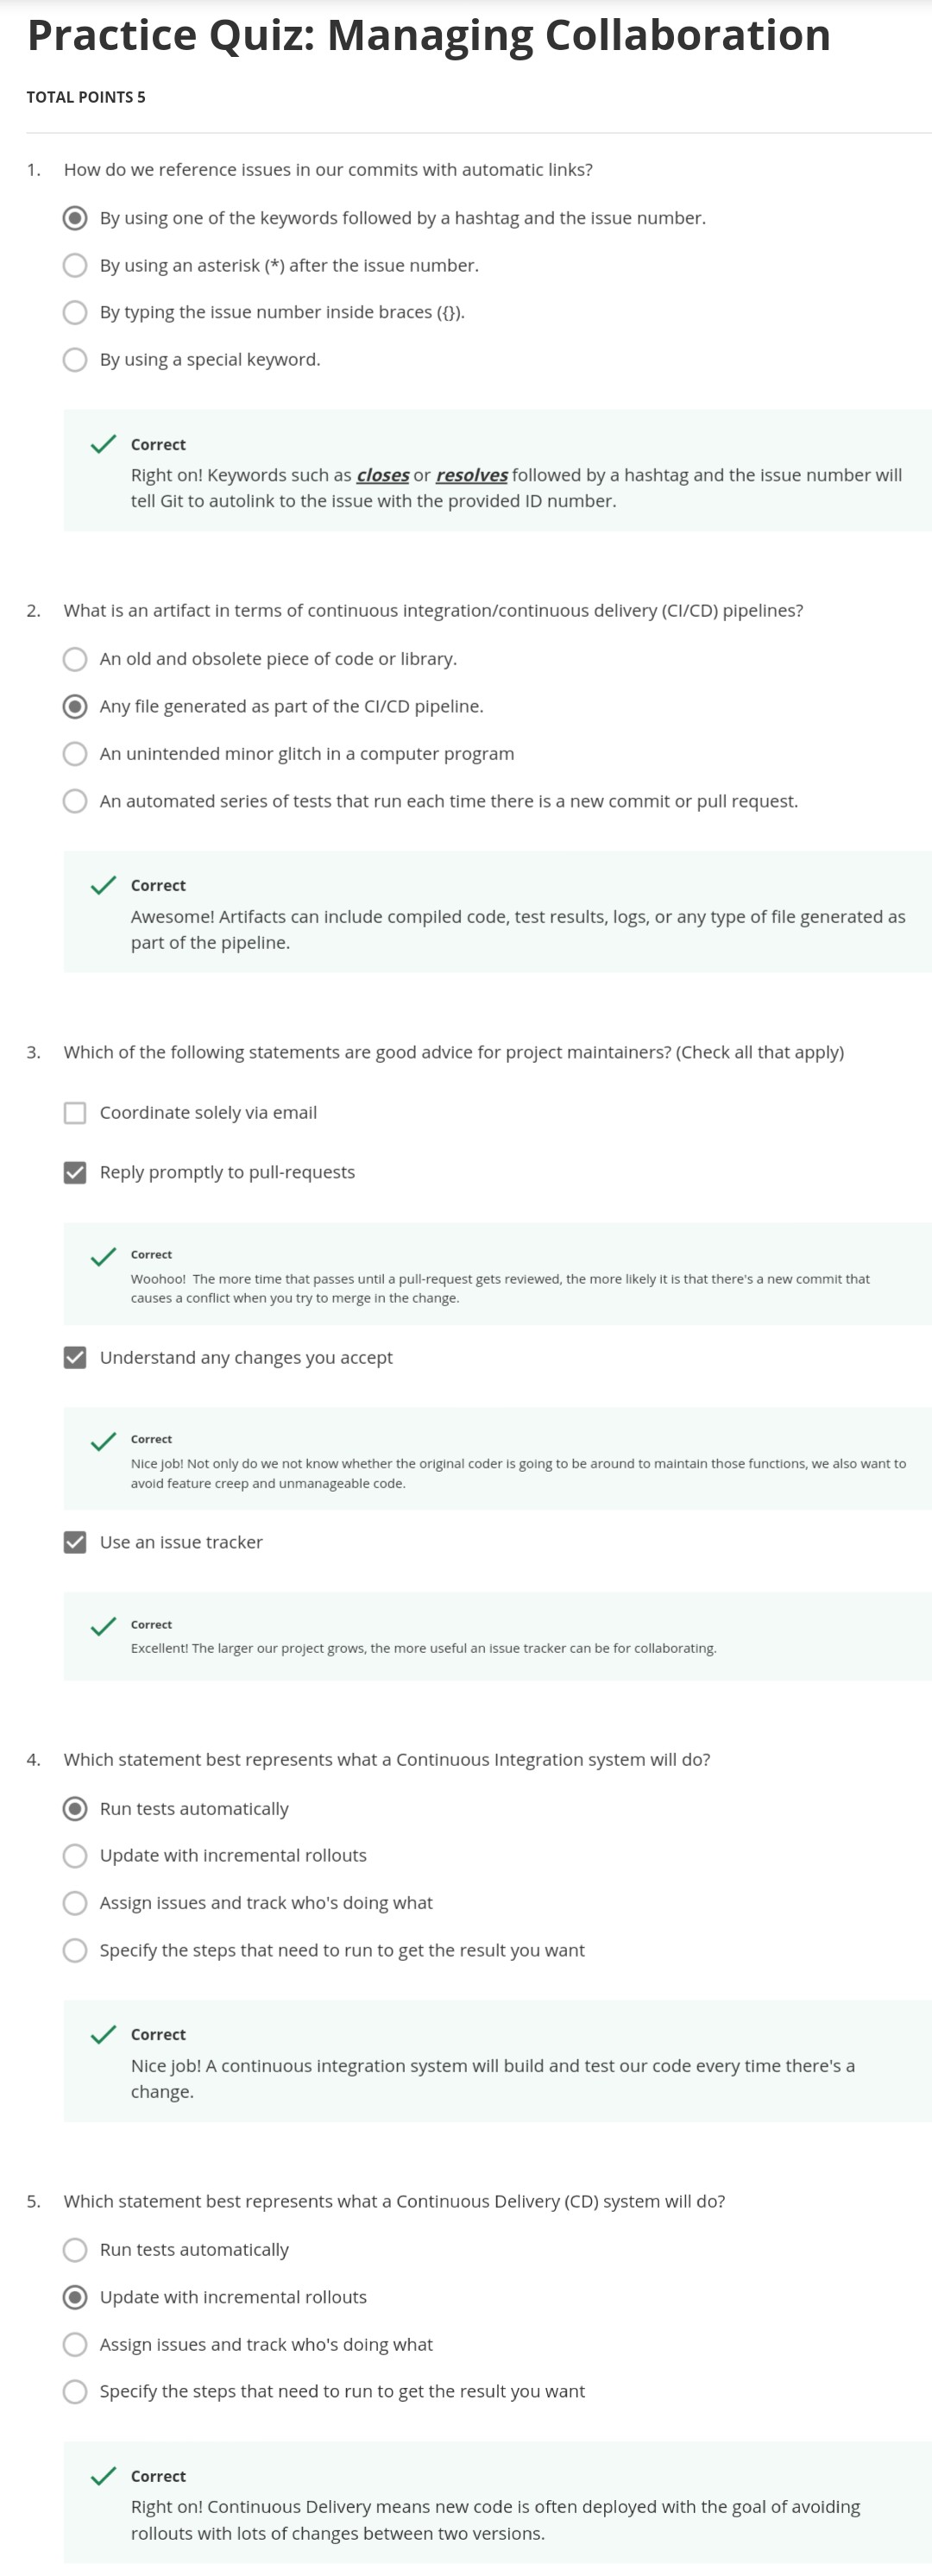 Practice Quiz: Managing Collaboration
TOTAL POINTS 5
1. How do we reference issues in our commits with automatic links?
By using one of the keywords followed by a hashtag and the issue number.
By using an asterisk (*) after the issue number.
By typing the issue number inside braces ({}).
By using a special keyword.
Correct
Right on! Keywords such as closes or resolves followed by a hashtag and the issue number will
tell Git to autolink to the issue with the provided ID number.
2. What is an artifact in terms of continuous integration/continuous delivery (CI/CD) pipelines?
An old and obsolete piece of code or library.
Any file generated as part of the CI/CD pipeline.
An unintended minor glitch in a computer program
An automated series of tests that run each time there is a new commit or pull request.
Correct
Awesome! Artifacts can include compiled code, test results, logs, or any type of file generated as
part of the pipeline.
3. Which of the following statements are good advice for project maintainers? (Check all that apply)
Coordinate solely via email
Reply promptly to pull-requests
Correct
Woohoo! The more time that passes until a pull-request gets reviewed, the more likely it is that there's a new commit that
causes a conflict when you try to merge in the change.
Understand any changes you accept
Correct
Nice job! Not only do we not know whether the original coder is going to be around to maintain those functions, we also want to
avoid feature creep and unmanageable code.
Use an issue tracker
Correct
Excellent! The larger our project grows, the more useful an issue tracker can be for collaborating.
4. Which statement best represents what a Continuous Integration system will do?
Run tests automatically
Update with incremental rollouts
Assign issues and track who's doing what
Specify the steps that need to run to get the result you want
Correct
Nice job! A continuous integration system will build and test our code every time there's a
change.
5. Which statement best represents what a Continuous Delivery (CD) system will do?
Run tests automatically
Update with incremental rollouts
Assign issues and track who's doing what
Specify the steps that need to run to get the result you want
Correct
Right on! Continuous Delivery means new code is often deployed with the goal of avoiding
rollouts with lots of changes between two versions.